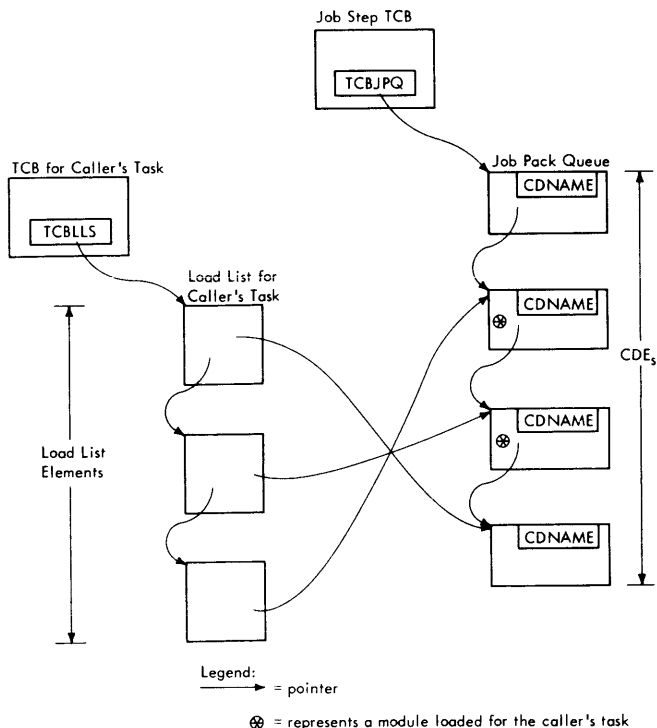 Job Step TCB
TCBJPQ
TCB for Caller's Task
TCBLLS
Job Pack Queue
CDNAME
Load List for
Caller's Task
CDNAME
CDEs
Load List
Elements
CDNAME
CDNAME
Legend:
= pointer
= represents a module loaded for the caller's task